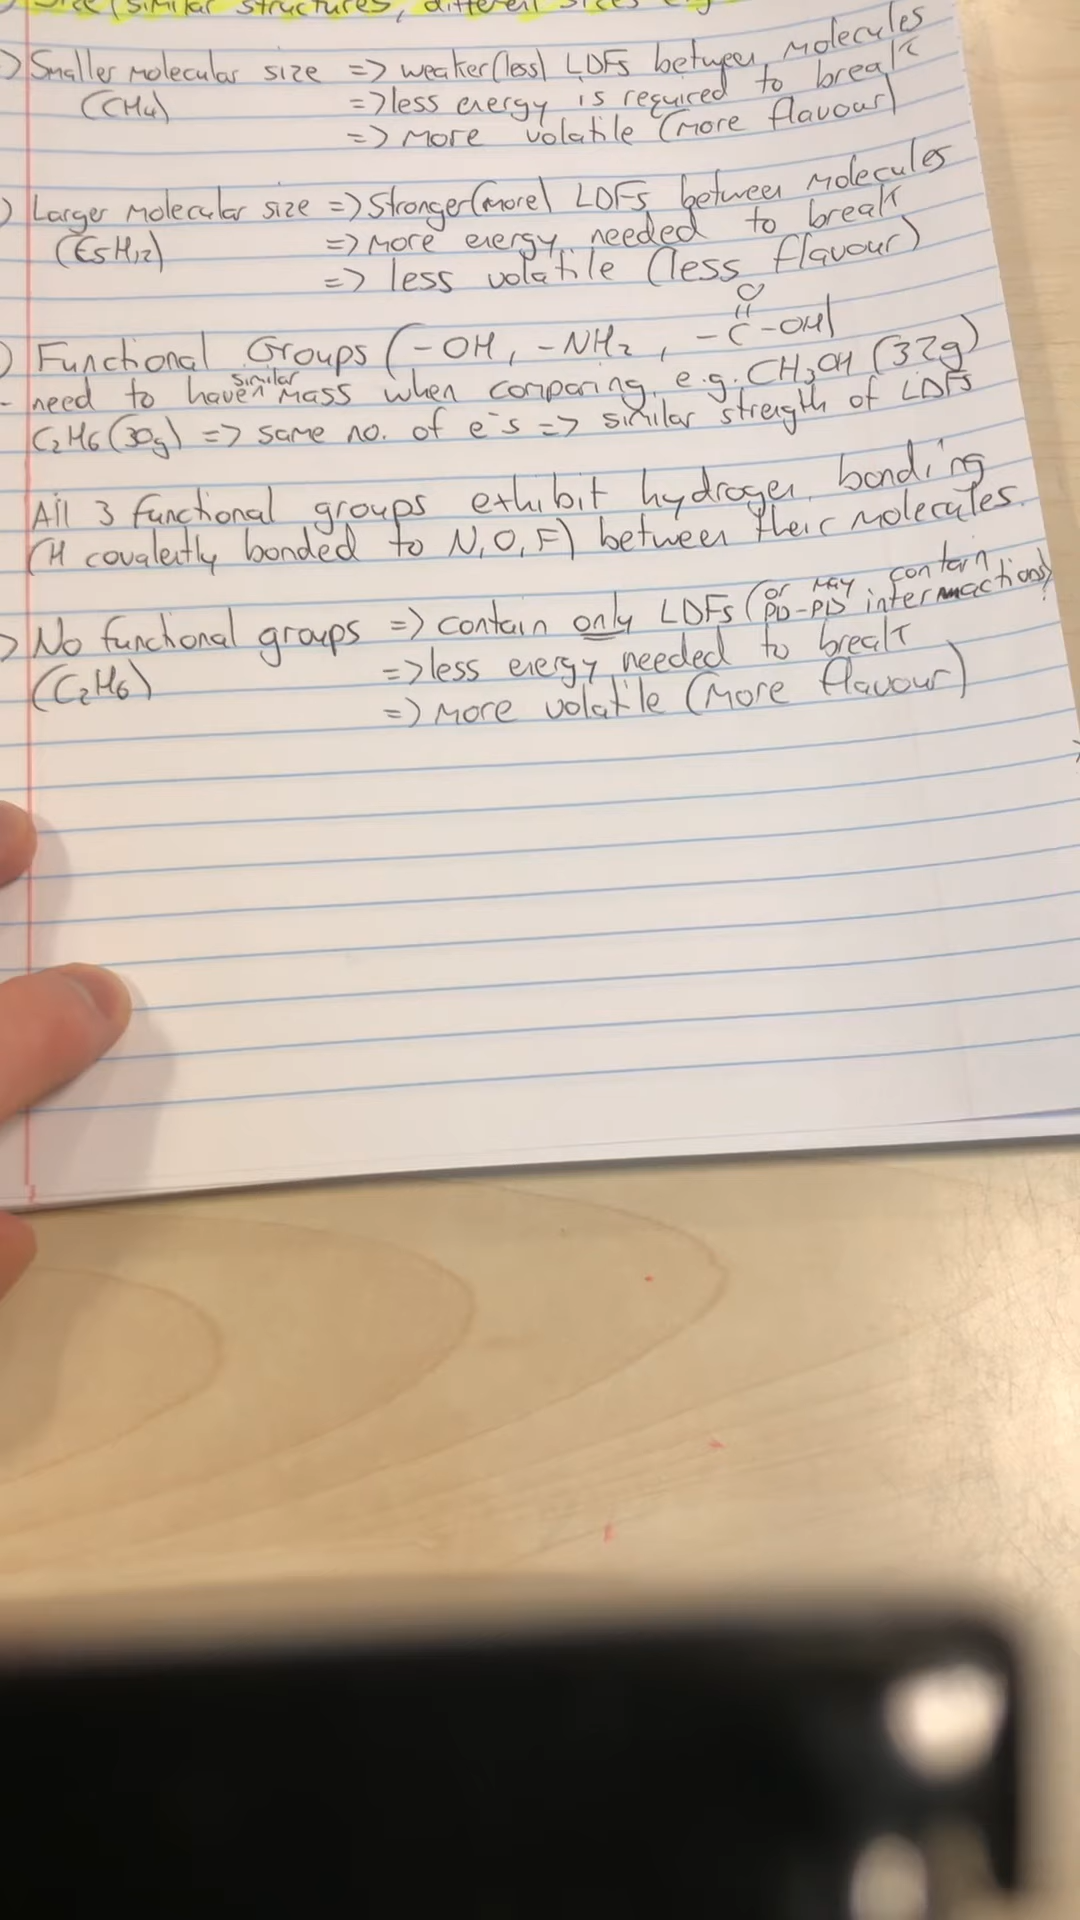 Size (similar structures, different sizes e.g
) Smaller molecular size => weaker (less) LDFs between molecules
(CH4) => less energy is required to break
=> more volatile (more flavour)
) Larger molecular size => stronger (more) LDFs between molecules
(C5H12) => more energy needed to break
=> less volatile (less flavour)
) Functional Groups (-OH, -NH2, -C-OH)
O
- need to have similar mass when comparing, e.g. CH3OH (32g)
C2H6 (30g) => same no. of e-s => similar strength of LDFs
All 3 functional groups exhibit hydrogen bonding
(H covalently bonded to N, O, F) between their molecules.
> No functional groups => contain only LDFs (or may contain PD-PD interactions)
(C2H6) => less energy needed to break
=> more volatile (more flavour)